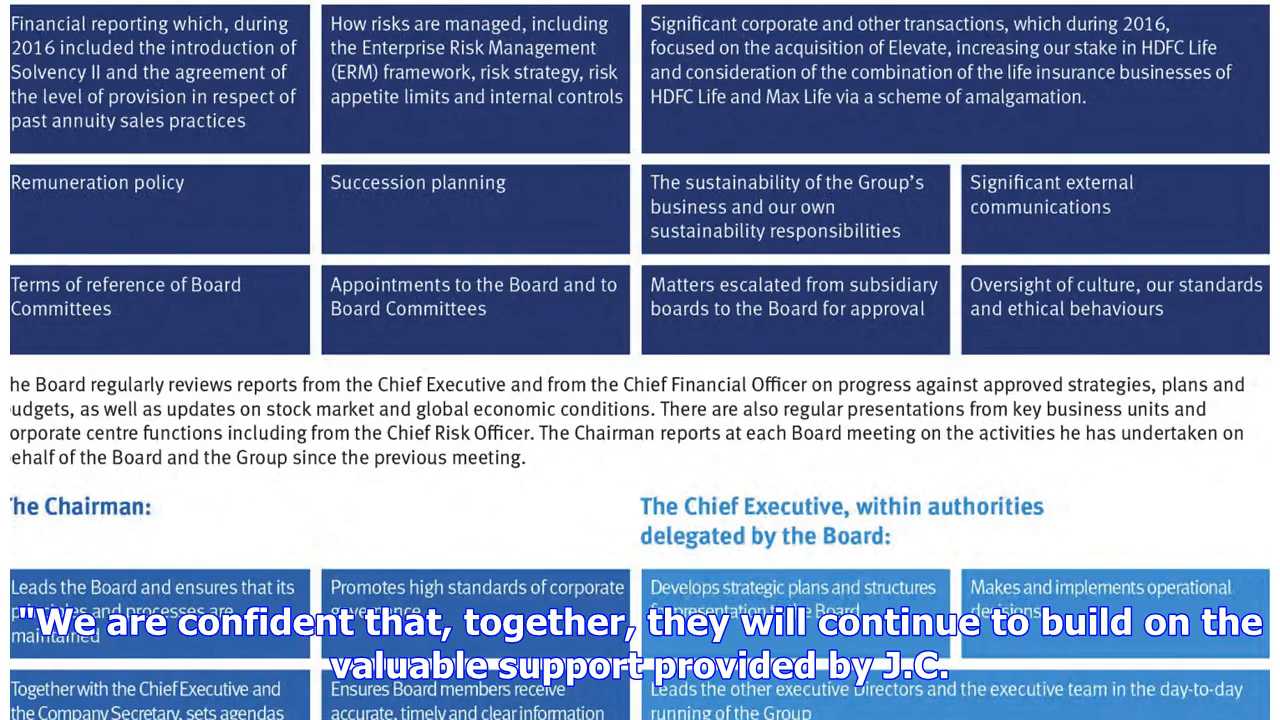 Financial reporting which, during
2016 included the introduction of
Solvency II and the agreement of
the level of provision in respect of
past annuity sales practices
How risks are managed, including
the Enterprise Risk Management
(ERM) framework, risk strategy, risk
appetite limits and internal controls
Significant corporate and other transactions, which during 2016,
focused on the acquisition of Elevate, increasing our stake in HDFC Life
and consideration of the combination of the life insurance businesses of
HDFC Life and Max Life via a scheme of amalgamation.
Remuneration policy
Succession planning
The sustainability of the Group's
business and our own
sustainability responsibilities
Significant external
communications
Terms of reference of Board
Committees
Appointments to the Board and to
Board Committees
Matters escalated from subsidiary
boards to the Board for approval
Oversight of culture, our standards
and ethical behaviours
he Board regularly reviews reports from the Chief Executive and from the Chief Financial Officer on progress against approved strategies, plans and
udgets, as well as updates on stock market and global economic conditions. There are also regular presentations from key business units and
orporate centre functions including from the Chief Risk Officer. The Chairman reports at each Board meeting on the activities he has undertaken on
ehalf of the Board and the Group since the previous meeting.
he Chairman:
The Chief Executive, within authorities
delegated by the Board:
Leads the Board and ensures that its
principles and processes are
maintained
Promotes high standards of corporate
governance
Develops strategic plans and structures
for presentation to the Board
Makes and implements operational
decisions
"We are confident that, together, they will continue to build on the
valuable support provided by J.C.
Together with the Chief Executive and
the Company Secretary, sets agendas
Ensures Board members receive
accurate, timely and clear information
Leads the other executive Directors and the executive team in the day-to-day
running of the Group